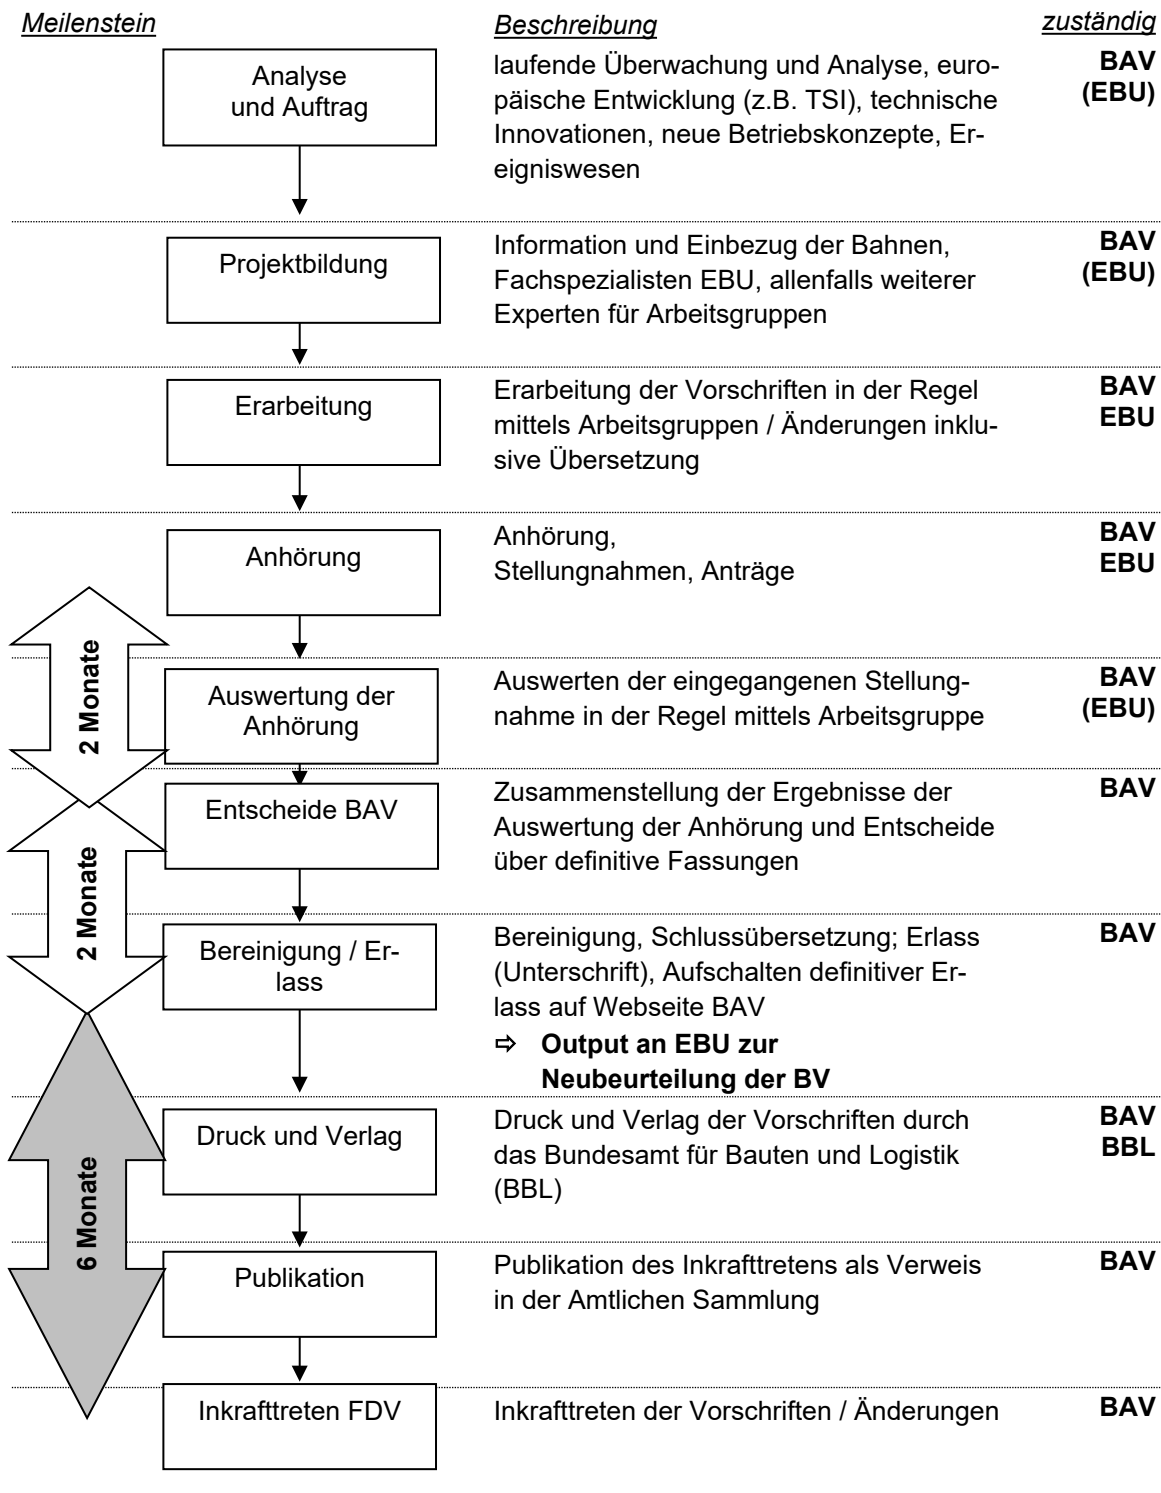 Meilenstein Beschreibung zuständig
Analyse
und Auftrag
laufende Überwachung und Analyse, euro-
päische Entwicklung (z.B. TSI), technische
Innovationen, neue Betriebskonzepte, Er-
eigniswesen
BAV
(EBU)
Projektbildung
Information und Einbezug der Bahnen,
Fachspezialisten EBU, allenfalls weiterer
Experten für Arbeitsgruppen
BAV
(EBU)
Erarbeitung
Erarbeitung der Vorschriften in der Regel
mittels Arbeitsgruppen / Änderungen inklu-
sive Übersetzung
BAV
EBU
Anhörung
Anhörung,
Stellungnahmen, Anträge
BAV
EBU
2 Monate
Auswertung der
Anhörung
Auswerten der eingegangenen Stellung-
nahme in der Regel mittels Arbeitsgruppe
BAV
(EBU)
Entscheide BAV
Zusammenstellung der Ergebnisse der
Auswertung der Anhörung und Entscheide
über definitive Fassungen
BAV
2 Monate
Bereinigung / Er-
lass
Bereinigung, Schlussübersetzung; Erlass
(Unterschrift), Aufschalten definitiver Er-
lass auf Webseite BAV
⇨ Output an EBU zur
Neubeurteilung der BV
BAV
Druck und Verlag
Druck und Verlag der Vorschriften durch
das Bundesamt für Bauten und Logistik
(BBL)
BAV
BBL
6 Monate
Publikation
Publikation des Inkrafttretens als Verweis
in der Amtlichen Sammlung
BAV
Inkrafttreten FDV
Inkrafttreten der Vorschriften / Änderungen
BAV